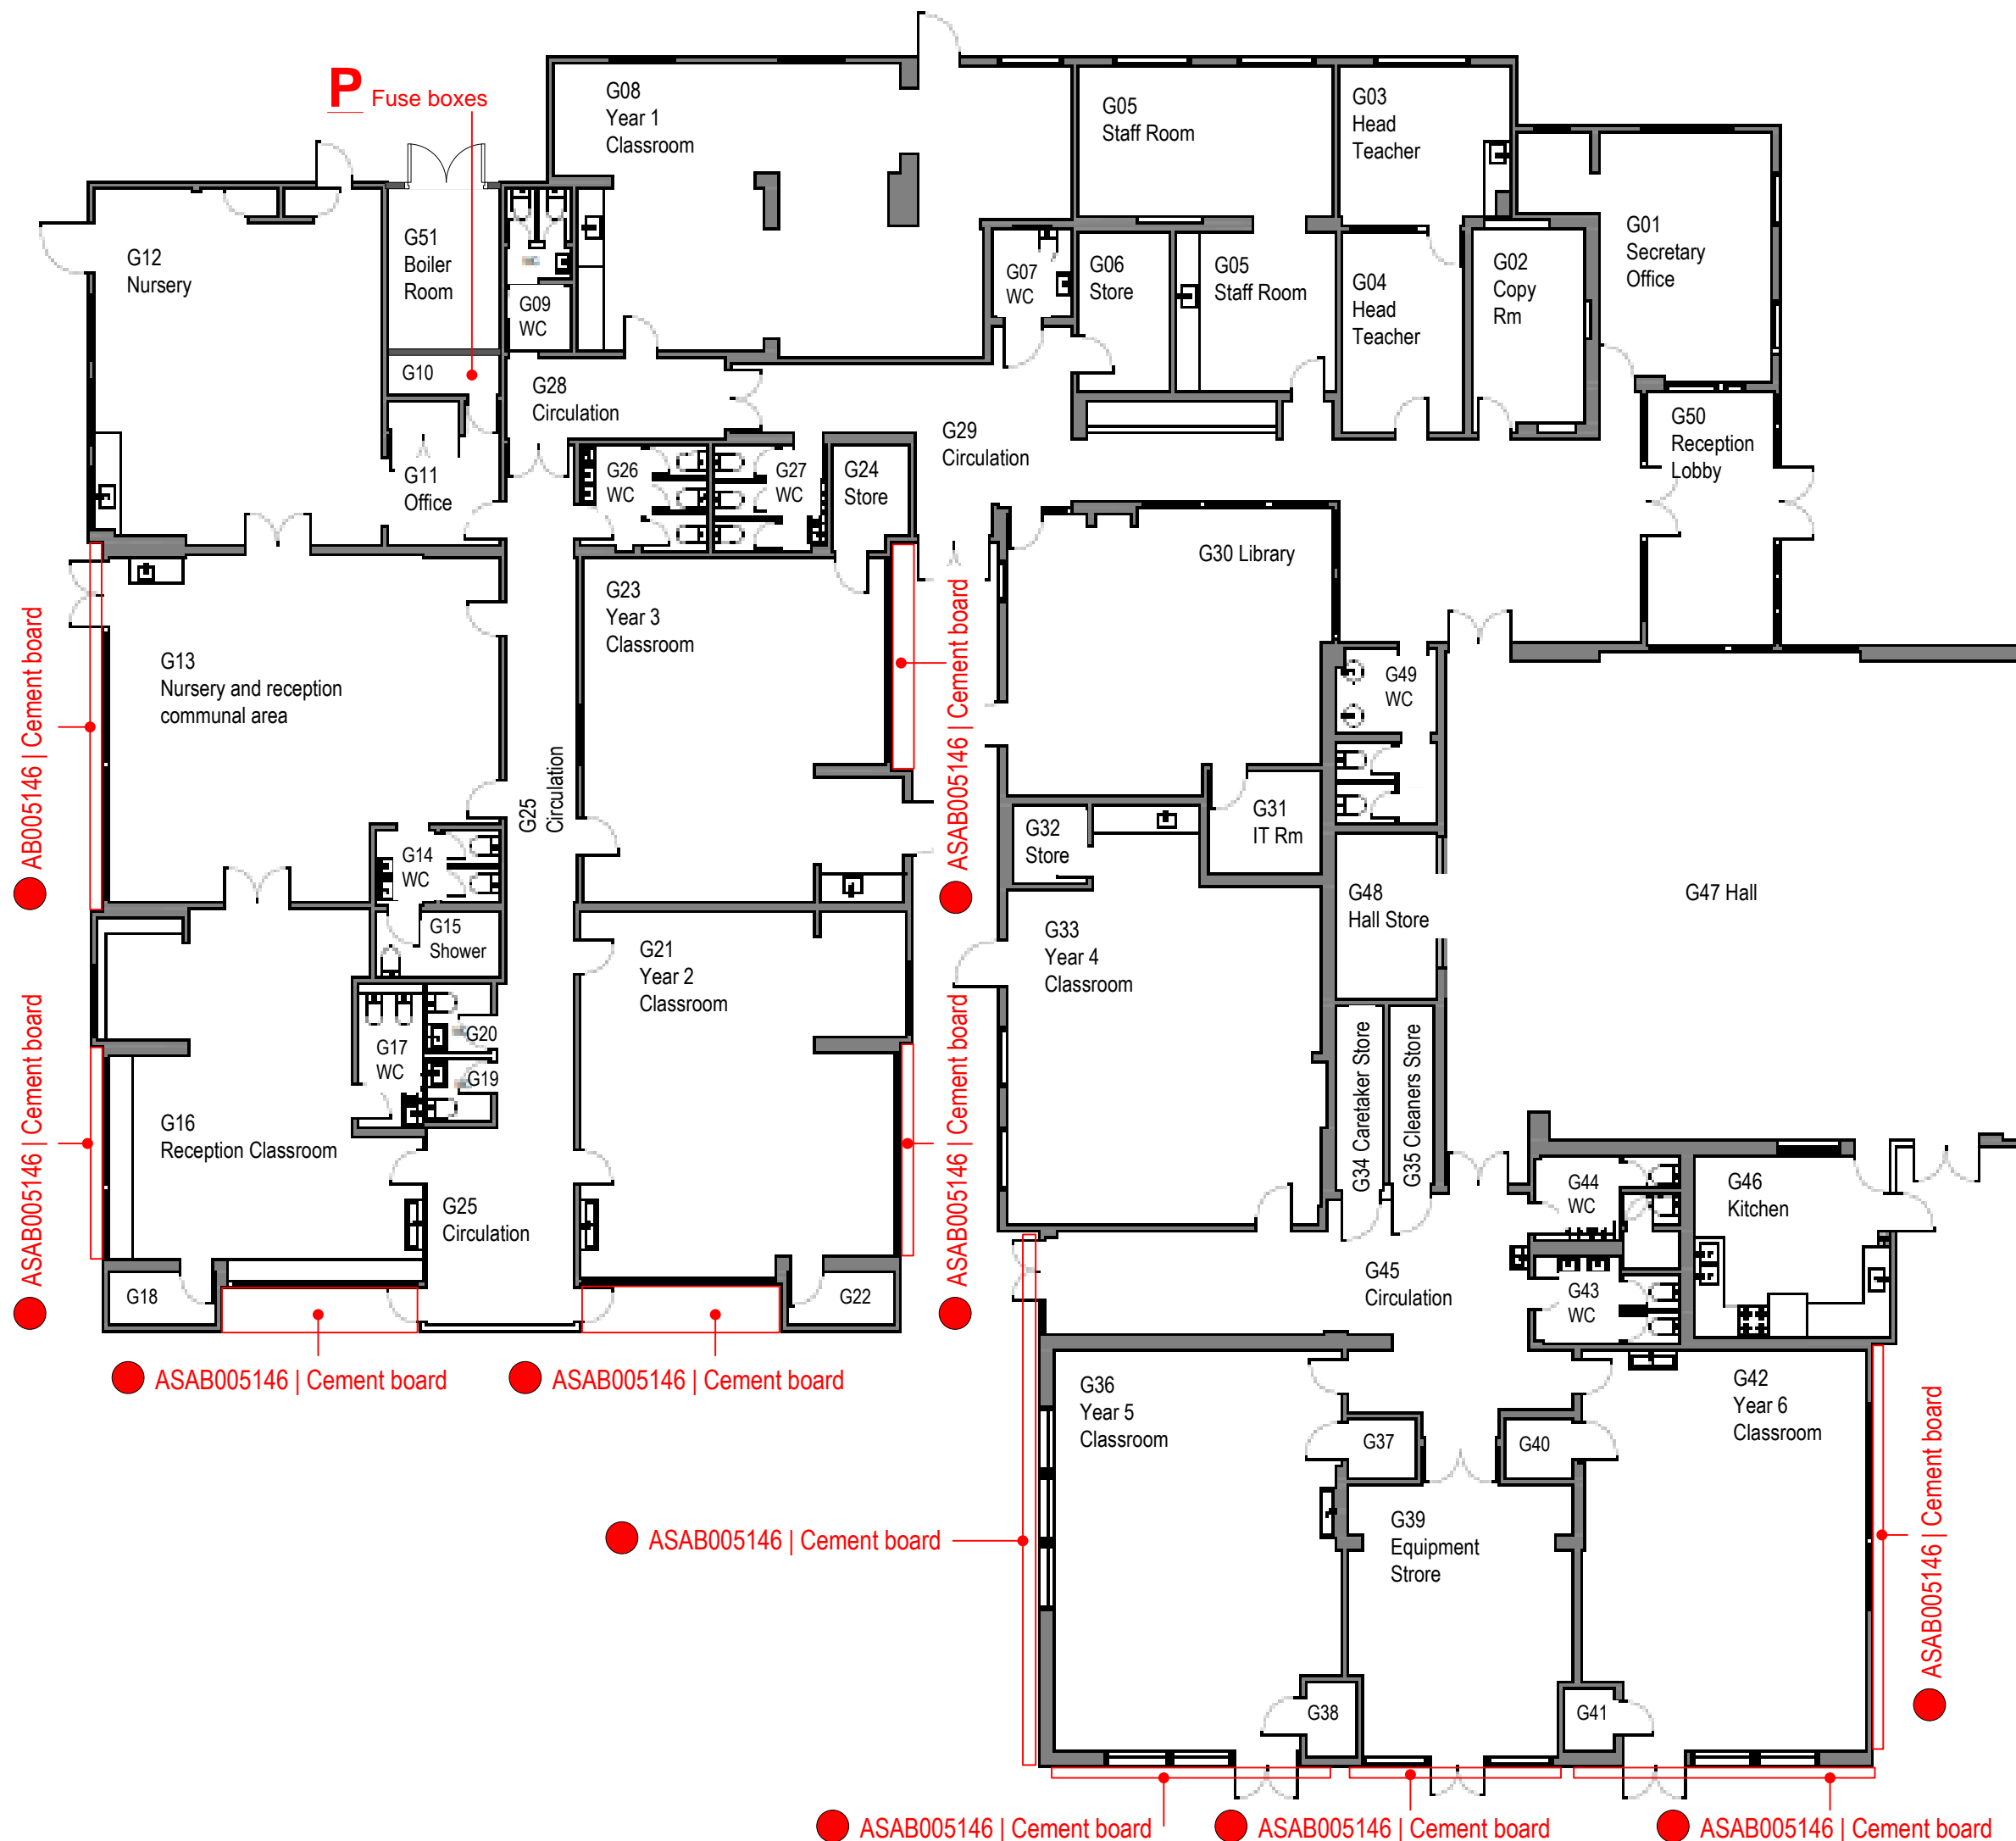 P Fuse boxes
G08
Year 1
Classroom
G05
Staff Room
G03
Head
Teacher
G01
Secretary
Office
G12
Nursery
G51
Boiler
Room
G09
WC
G07
WC
G06
Store
G05
Staff Room
G04
Head
Teacher
G02
Copy
Rm
G10
G28
Circulation
G29
Circulation
G50
Reception
Lobby
G11
Office
G26
WC
G27
WC
G24
Store
G30 Library
G23
Year 3
Classroom
G13
Nursery and reception
communal area
G49
WC
AB005146 | Cement board
ASAB005146 | Cement board
G25
Circulation
G31
IT Rm
G32
Store
G14
WC
G15
Shower
G48
Hall Store
G47 Hall
G21
Year 2
Classroom
G33
Year 4
Classroom
G20
G19
G17
WC
G16
Reception Classroom
ASAB005146 | Cement board
ASAB005146 | Cement board
G34 Caretaker Store
G35 Cleaners Store
G25
Circulation
G44
WC
G46
Kitchen
G18
G22
G45
Circulation
G43
WC
ASAB005146 | Cement board
ASAB005146 | Cement board
G36
Year 5
Classroom
G42
Year 6
Classroom
G37
G40
ASAB005146 | Cement board
G39
Equipment
Strore
ASAB005146 | Cement board
G38
G41
ASAB005146 | Cement board
ASAB005146 | Cement board
ASAB005146 | Cement board